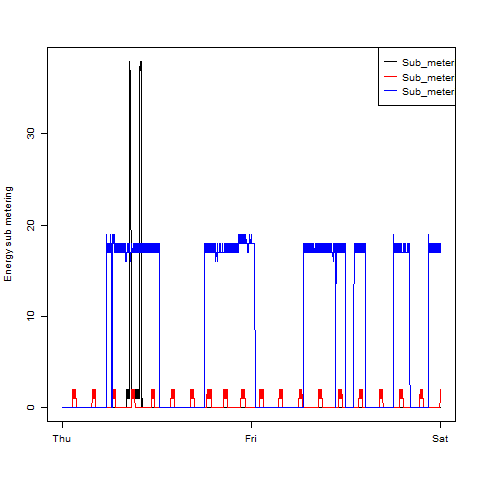 Sub_meter
Sub_meter
Sub_meter
Energy sub metering
30
20
10
0
Thu
Fri
Sat